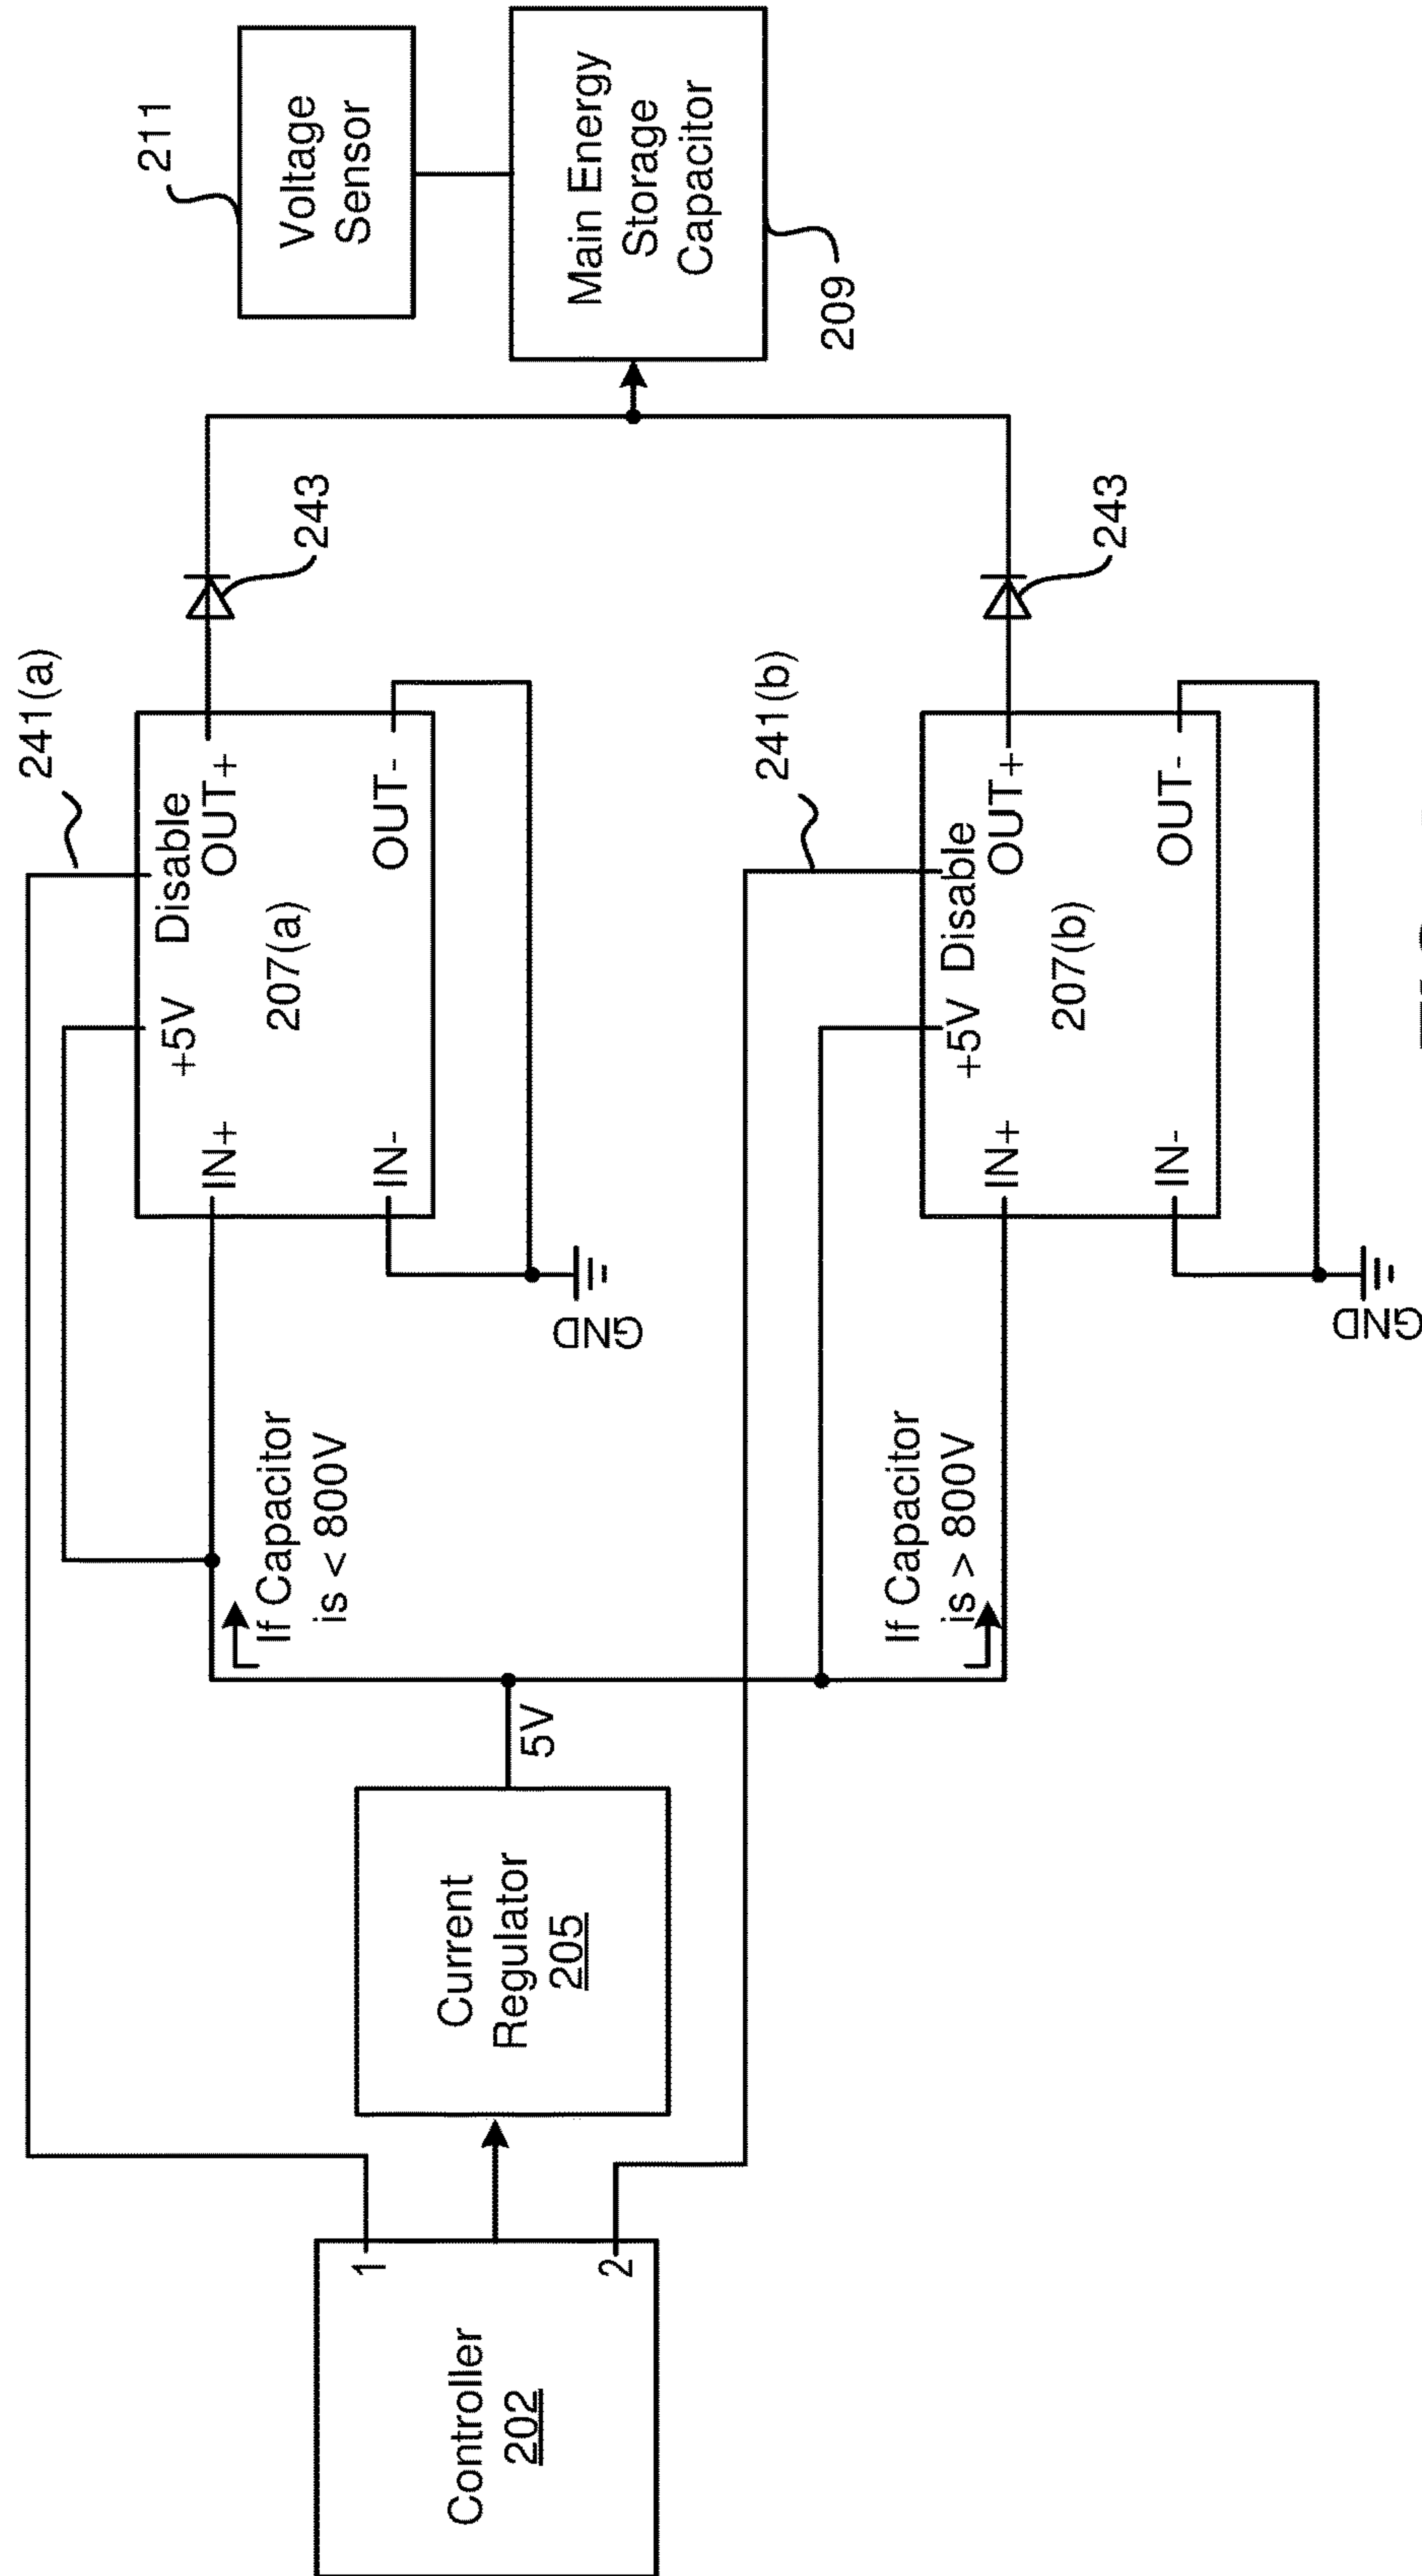 211
Voltage
Sensor
Main Energy
Storage
Capacitor
209
243
243
241(a)
Disable
OUT+
+5V
207(a)
OUT-
IN+
IN-
GND
241(b)
Disable
OUT+
+5V
207(b)
OUT-
IN+
IN-
GND
If Capacitor
is < 800V
If Capacitor
is > 800V
5V
Current
Regulator
205
1
2
Controller
202